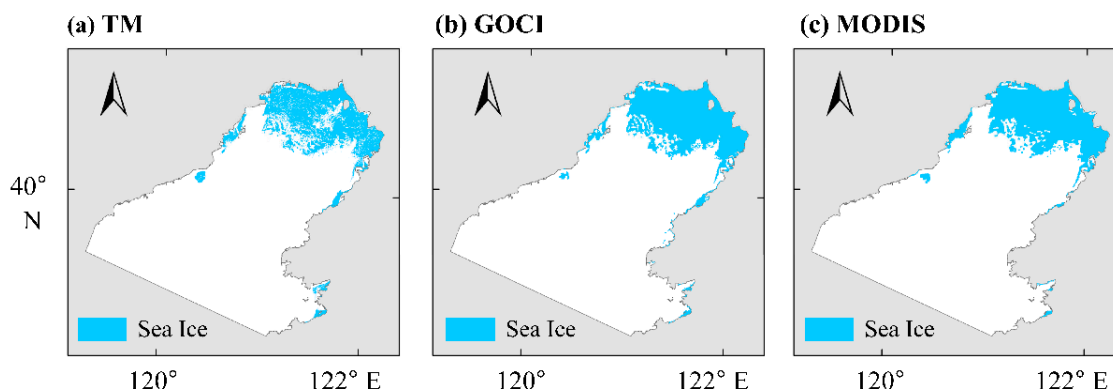 (a) TM (b) GOCI (c) MODIS
40°
N
Sea Ice Sea Ice Sea Ice
120° 122° E 120° 122° E 120° 122° E